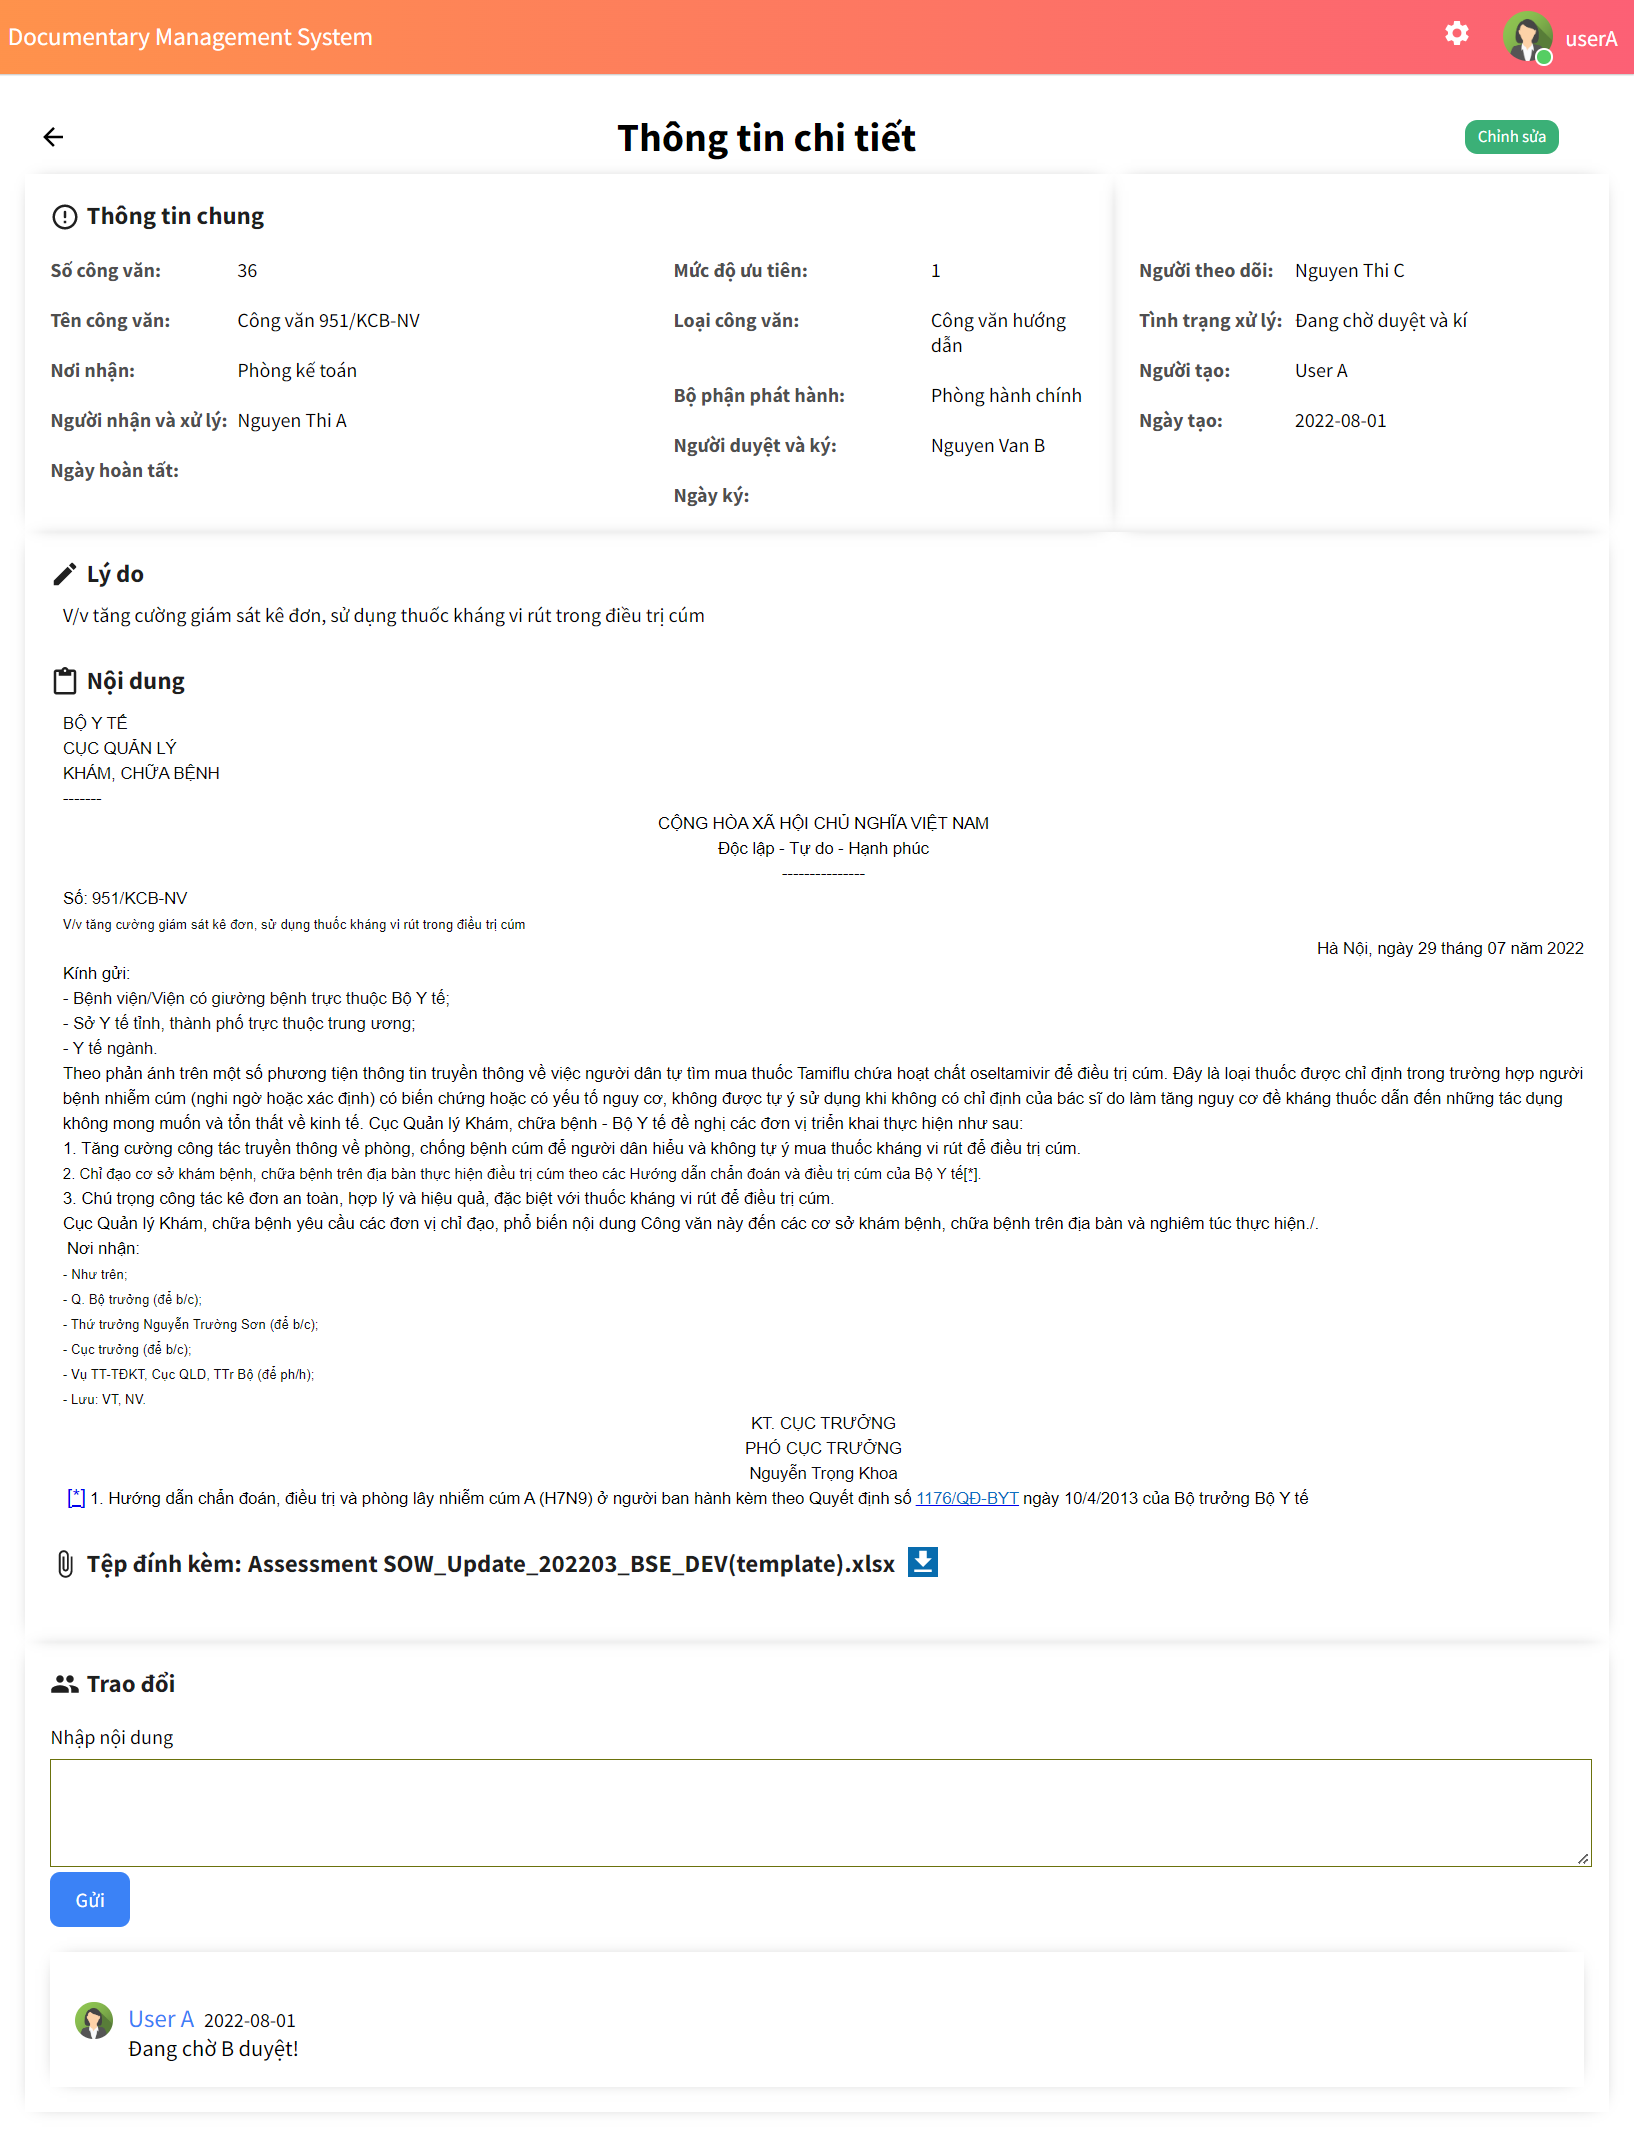 Documentary Management System
userA
Thông tin chi tiết
Chỉnh sửa
Thông tin chung
Số công văn: 36
Tên công văn: Công văn 951/KCB-NV
Nơi nhận: Phòng kế toán
Người nhận và xử lý: Nguyen Thi A
Ngày hoàn tất:
Mức độ ưu tiên: 1
Loại công văn: Công văn hướng
dẫn
Bộ phận phát hành: Phòng hành chính
Người duyệt và ký: Nguyen Van B
Ngày ký:
Người theo dõi: Nguyen Thi C
Tình trạng xử lý: Đang chờ duyệt và kí
Người tạo: User A
Ngày tạo: 2022-08-01
Lý do
V/v tăng cường giám sát kê đơn, sử dụng thuốc kháng vi rút trong điều trị cúm
Nội dung
BỘ Y TẾ
CỤC QUẢN LÝ
KHÁM, CHỮA BỆNH
-------
CỘNG HÒA XÃ HỘI CHỦ NGHĨA VIỆT NAM
Độc lập - Tự do - Hạnh phúc
---------------
Số: 951/KCB-NV
V/v tăng cường giám sát kê đơn, sử dụng thuốc kháng vi rút trong điều trị cúm
Hà Nội, ngày 29 tháng 07 năm 2022
Kính gửi:
- Bệnh viện/Viện có giường bệnh trực thuộc Bộ Y tế;
- Sở Y tế tỉnh, thành phố trực thuộc trung ương;
- Y tế ngành.
Theo phản ánh trên một số phương tiện thông tin truyền thông về việc người dân tự tìm mua thuốc Tamiflu chứa hoạt chất oseltamivir để điều trị cúm. Đây là loại thuốc được chỉ định trong trường hợp người
bệnh nhiễm cúm (nghi ngờ hoặc xác định) có biến chứng hoặc có yếu tố nguy cơ, không được tự ý sử dụng khi không có chỉ định của bác sĩ do làm tăng nguy cơ đề kháng thuốc dẫn đến những tác dụng
không mong muốn và tổn thất về kinh tế. Cục Quản lý Khám, chữa bệnh - Bộ Y tế đề nghị các đơn vị triển khai thực hiện như sau:
1. Tăng cường công tác truyền thông về phòng, chống bệnh cúm để người dân hiểu và không tự ý mua thuốc kháng vi rút để điều trị cúm.
2. Chỉ đạo cơ sở khám bệnh, chữa bệnh trên địa bàn thực hiện điều trị cúm theo các Hướng dẫn chẩn đoán và điều trị cúm của Bộ Y tế[*].
3. Chú trọng công tác kê đơn an toàn, hợp lý và hiệu quả, đặc biệt với thuốc kháng vi rút để điều trị cúm.
Cục Quản lý Khám, chữa bệnh yêu cầu các đơn vị chỉ đạo, phổ biến nội dung Công văn này đến các cơ sở khám bệnh, chữa bệnh trên địa bàn và nghiêm túc thực hiện./.
Nơi nhận:
- Như trên;
- Q. Bộ trưởng (để b/c);
- Thứ trưởng Nguyễn Trường Sơn (để b/c);
- Cục trưởng (để b/c);
- Vụ TT-TĐKT, Cục QLD, TTr Bộ (để ph/h);
- Lưu: VT, NV.
KT. CỤC TRƯỞNG
PHÓ CỤC TRƯỞNG
Nguyễn Trọng Khoa
[*] 1. Hướng dẫn chẩn đoán, điều trị và phòng lây nhiễm cúm A (H7N9) ở người ban hành kèm theo Quyết định số 1176/QĐ-BYT ngày 10/4/2013 của Bộ trưởng Bộ Y tế
Tệp đính kèm: Assessment SOW_Update_202203_BSE_DEV(template).xlsx
Trao đổi
Nhập nội dung
Gửi
User A 2022-08-01
Đang chờ B duyệt!